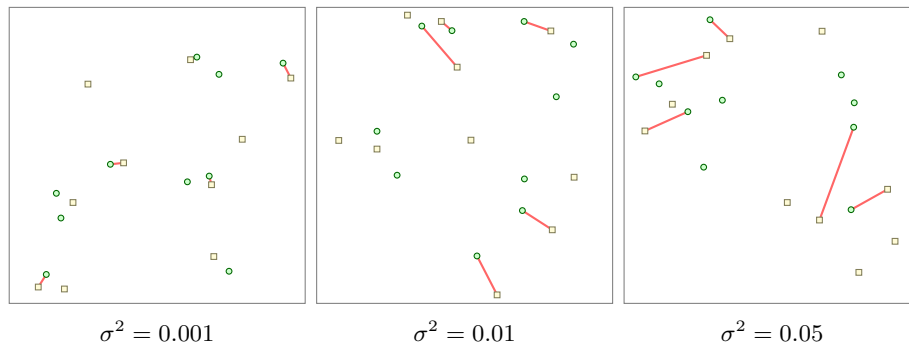 σ² = 0.001
σ² = 0.01
σ² = 0.05